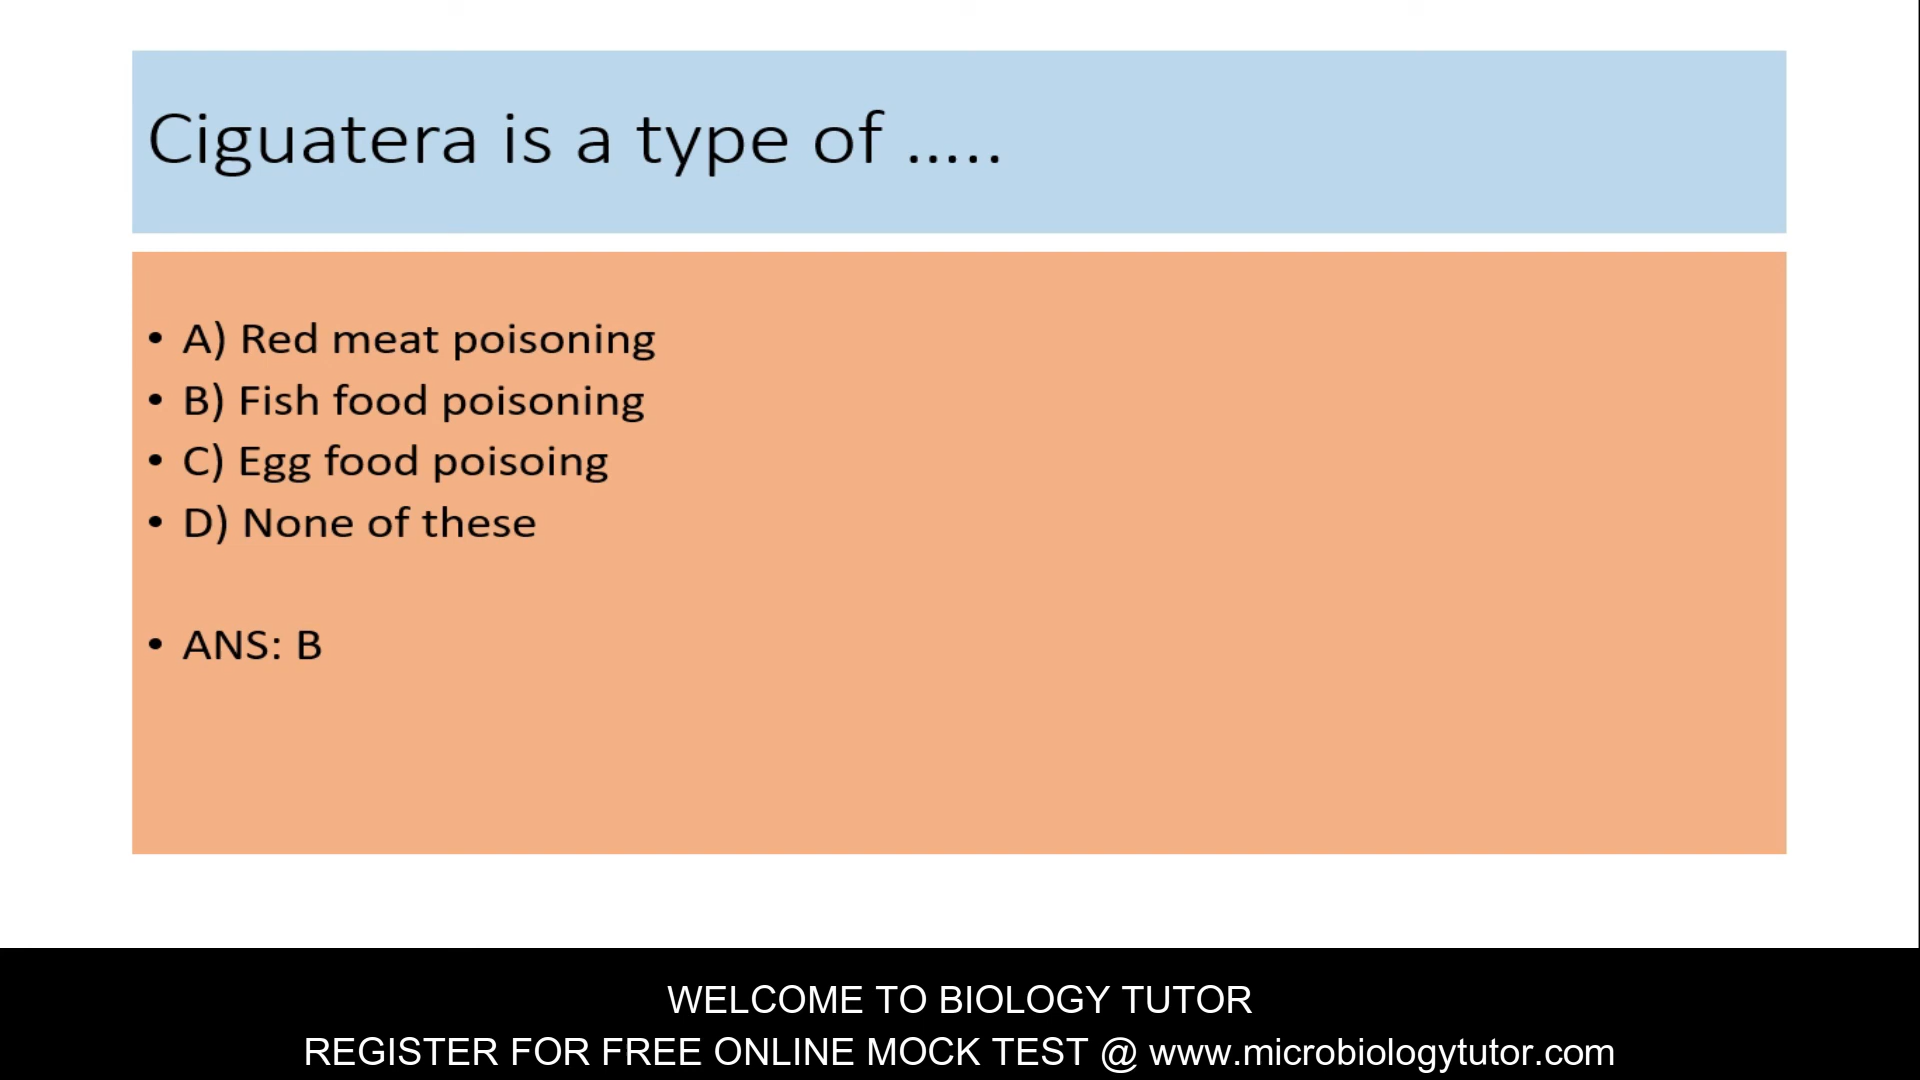 Ciguatera is a type of .....
• A) Red meat poisoning
• B) Fish food poisoning
• C) Egg food poisoing
• D) None of these
• ANS: B
WELCOME TO BIOLOGY TUTOR
REGISTER FOR FREE ONLINE MOCK TEST @ www.microbiologytutor.com